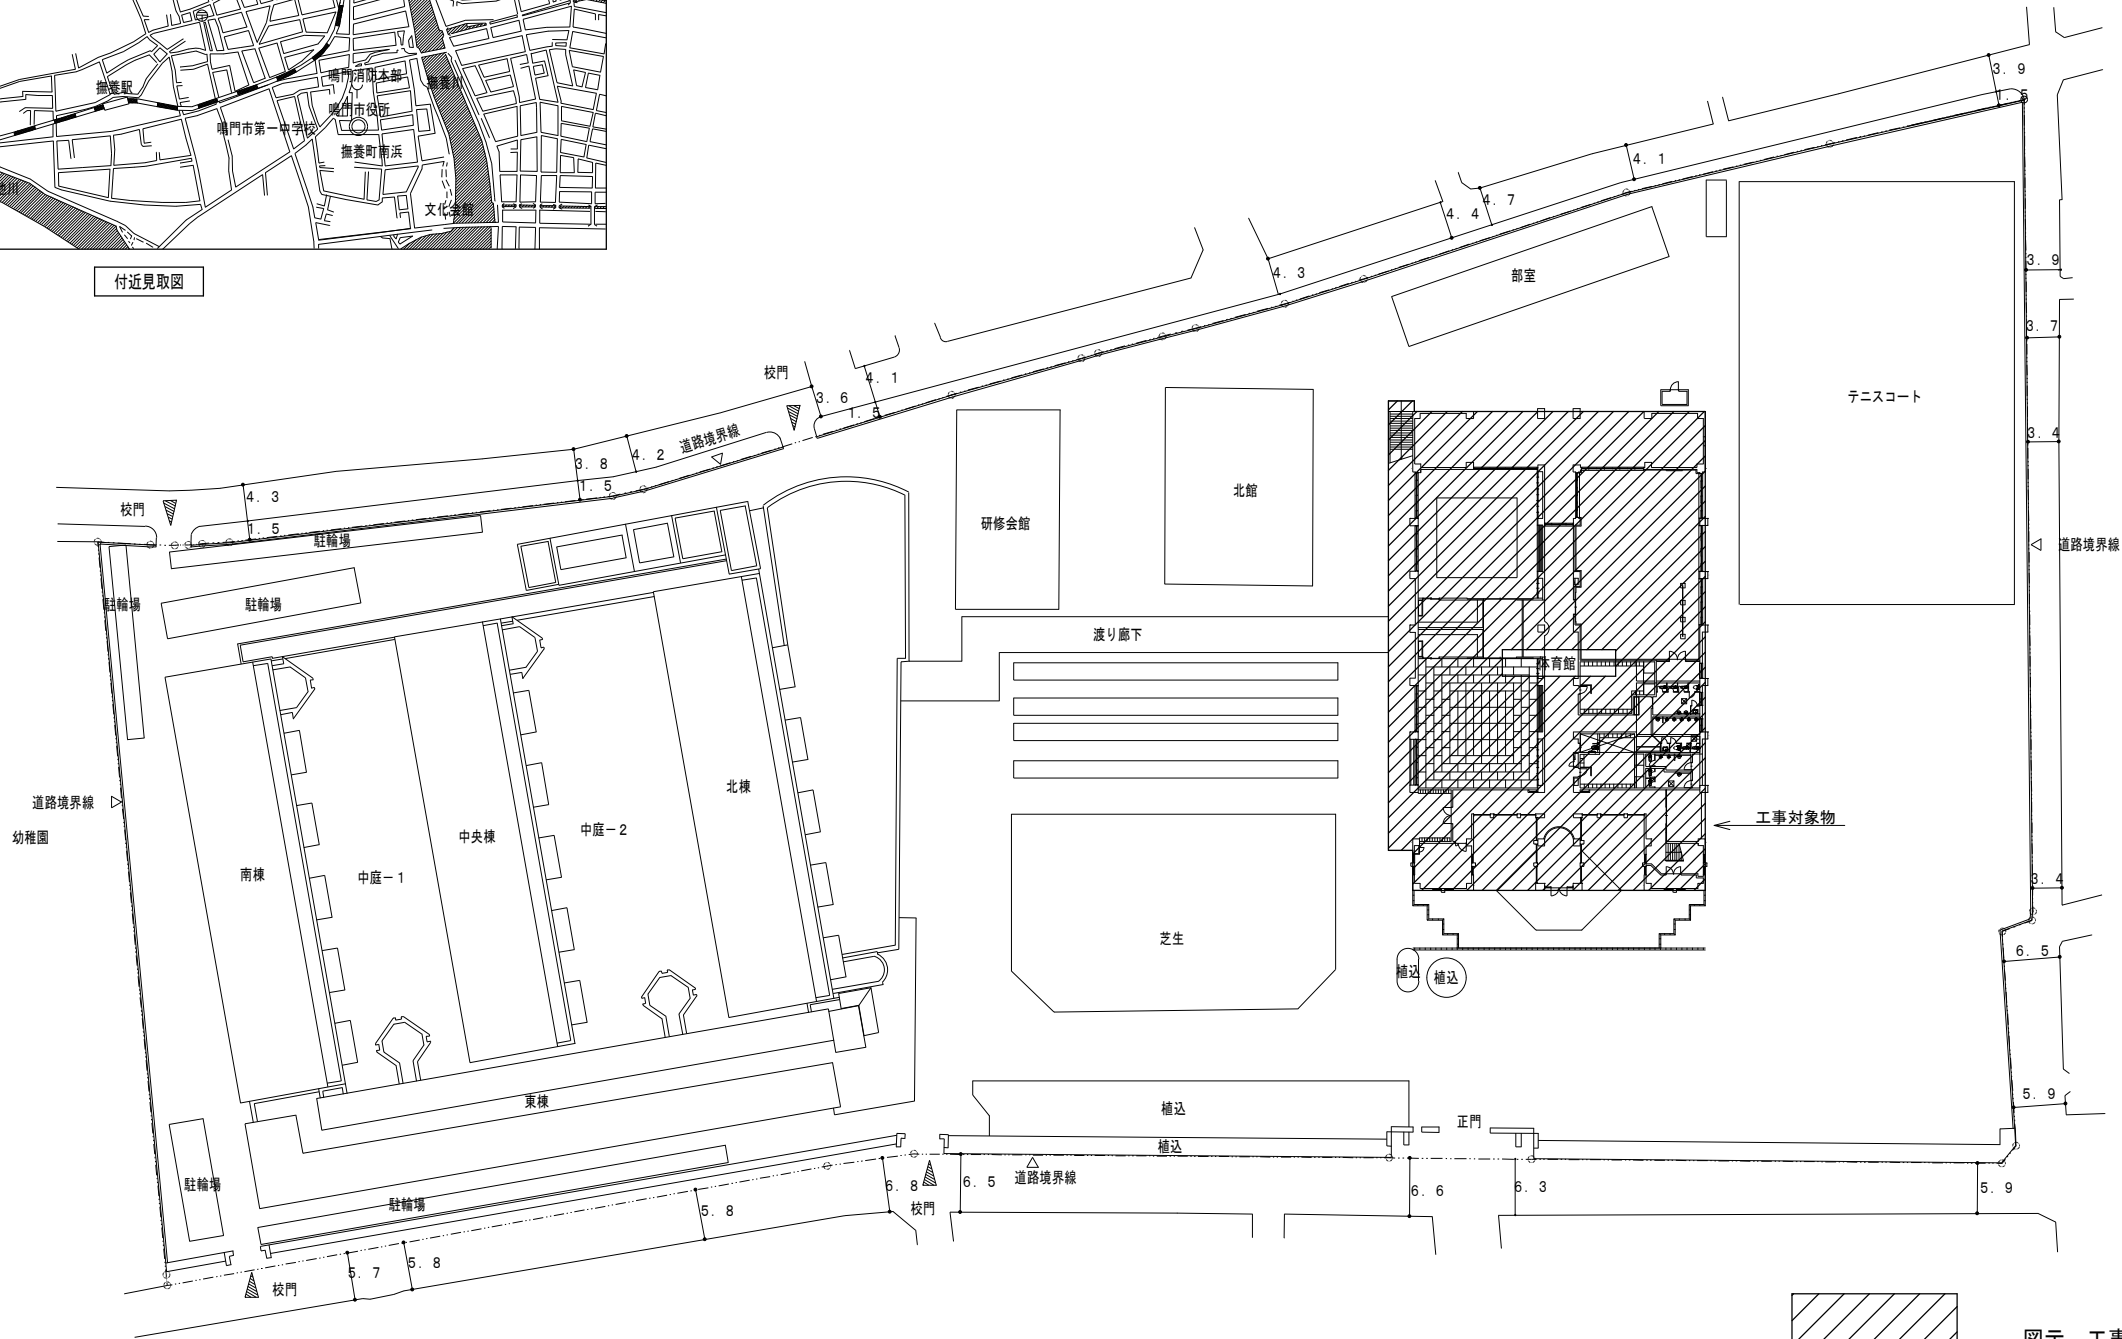 撫養駅
鳴門消防本部
撫養川
鳴門市役所
鳴門市第一中学校
撫養町南浜
文化会館
付近見取図
3.9
1.5
4.1
4.7
4.4
4.3
部室
3.9
3.7
テニスコート
3.4
校門
4.1
3.6
1.5
道路境界線
4.2
3.8
1.5
校門
4.3
1.5
駐輪場
駐輪場
駐輪場
研修会館
北館
道路境界線
渡り廊下
体育館
道路境界線
幼稚園
南棟
中庭－1
中央棟
中庭－2
北棟
工事対象物
3.4
芝生
植込
植込
6.5
5.9
東棟
植込
植込
正門
駐輪場
駐輪場
6.8
校門
6.5
道路境界線
6.6
6.3
5.9
5.8
5.8
5.7
校門
図示 工事